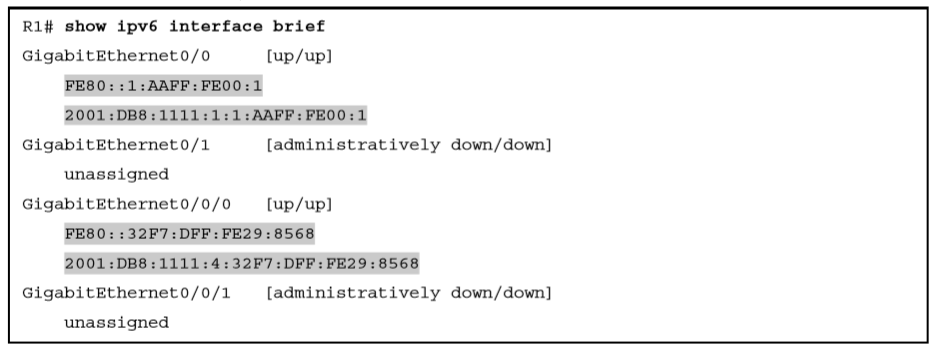 R1# show ipv6 interface brief
GigabitEthernet0/0 [up/up]
FE80::1:AAFF:FE00:1
2001:DB8:1111:1:1:AAFF:FE00:1
GigabitEthernet0/1 [administratively down/down]
unassigned
GigabitEthernet0/0/0 [up/up]
FE80::32F7:DFF:FE29:8568
2001:DB8:1111:4:32F7:DFF:FE29:8568
GigabitEthernet0/0/1 [administratively down/down]
unassigned